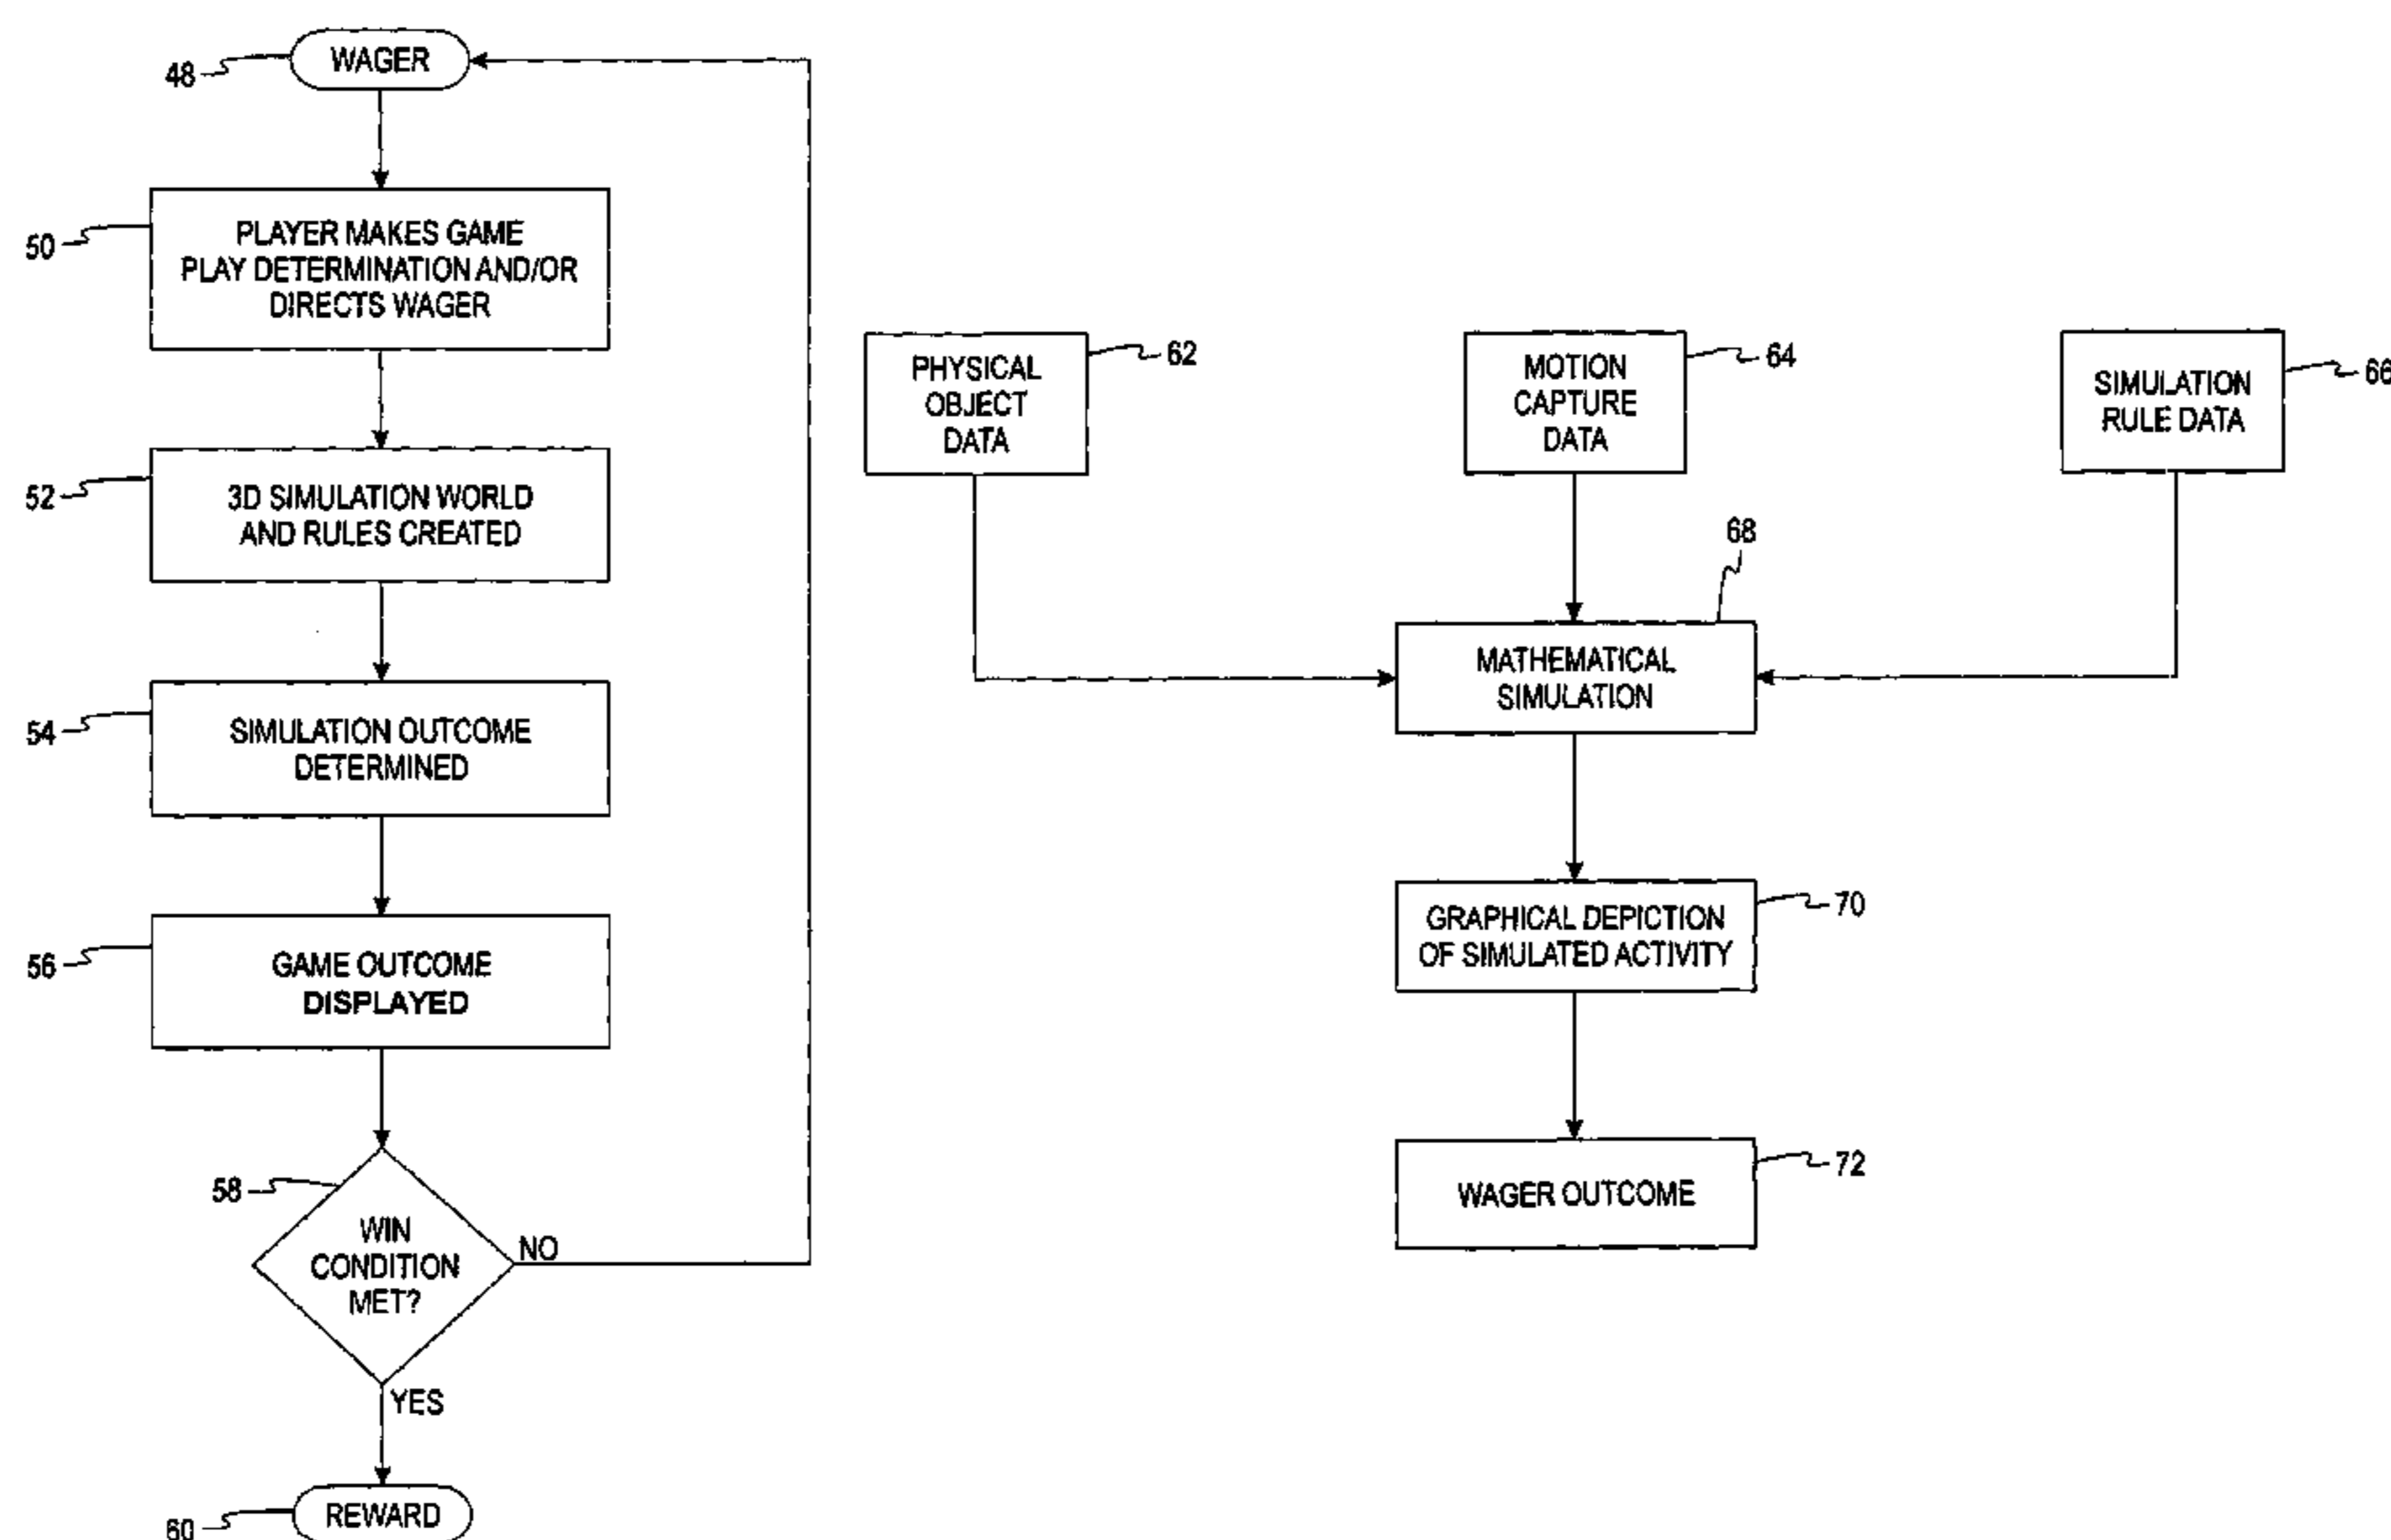 48
WAGER
50
PLAYER MAKES GAME
PLAY DETERMINATION AND/OR
DIRECTS WAGER
52
3D SIMULATION WORLD
AND RULES CREATED
54
SIMULATION OUTCOME
DETERMINED
56
GAME OUTCOME
DISPLAYED
58
WIN
CONDITION
MET?
NO
YES
60
REWARD
PHYSICAL
OBJECT
DATA
62
MOTION
CAPTURE
DATA
64
SIMULATION
RULE DATA
66
68
MATHEMATICAL
SIMULATION
GRAPHICAL DEPICTION
OF SIMULATED ACTIVITY
70
WAGER OUTCOME
72